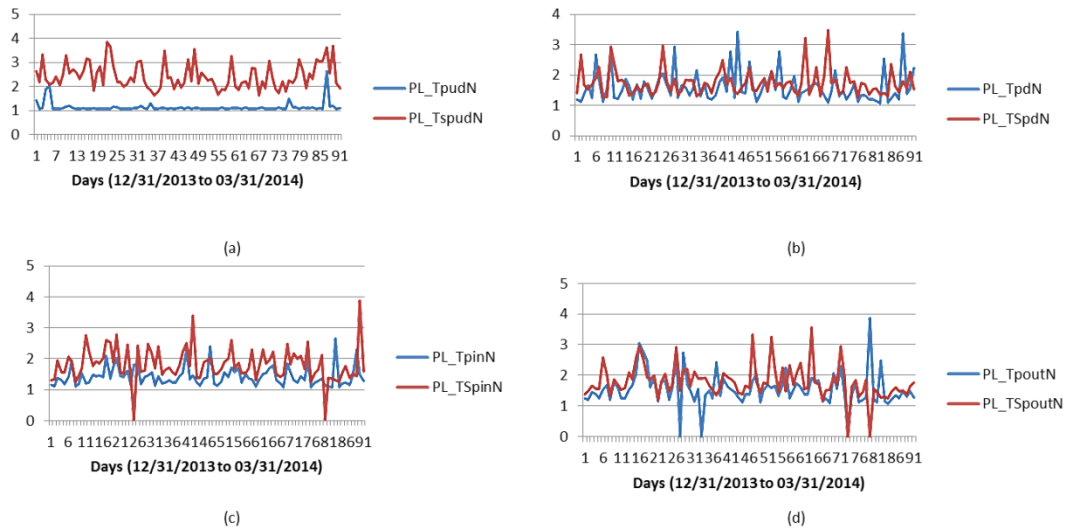 5
4
3
2
1
0
1 7 13 19 25 31 37 43 49 55 61 67 73 79 85 91
Days (12/31/2013 to 03/31/2014)
PL_TpudN
PL_TspudN
(a)
4
3
2
1
0
1 6 11 16 21 26 31 36 41 46 51 56 61 66 71 76 81 86 91
Days (12/31/2013 to 03/31/2014)
PL_TpdN
PL_TSpdN
(b)
5
4
3
2
1
0
1 6 11 16 21 26 31 36 41 46 51 56 61 66 71 76 81 86 91
Days (12/31/2013 to 03/31/2014)
PL_TpinN
PL_TSpinN
(c)
5
4
3
2
1
0
1 6 11 16 21 26 31 36 41 46 51 56 61 66 71 76 81 86 91
Days (12/31/2013 to 03/31/2014)
PL_TpoutN
PL_TSpoutN
(d)